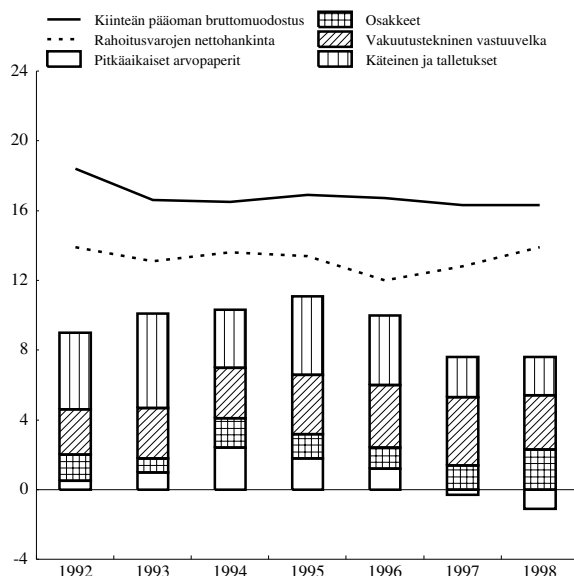 Kiinteän pääoman bruttomuodostus
Rahoitusvarojen nettohankinta
Pitkäaikaiset arvopaperit
Osakkeet
Vakuutustekninen vastuuvelka
Käteinen ja talletukset
24
20
16
12
8
4
0
-4
1992 1993 1994 1995 1996 1997 1998